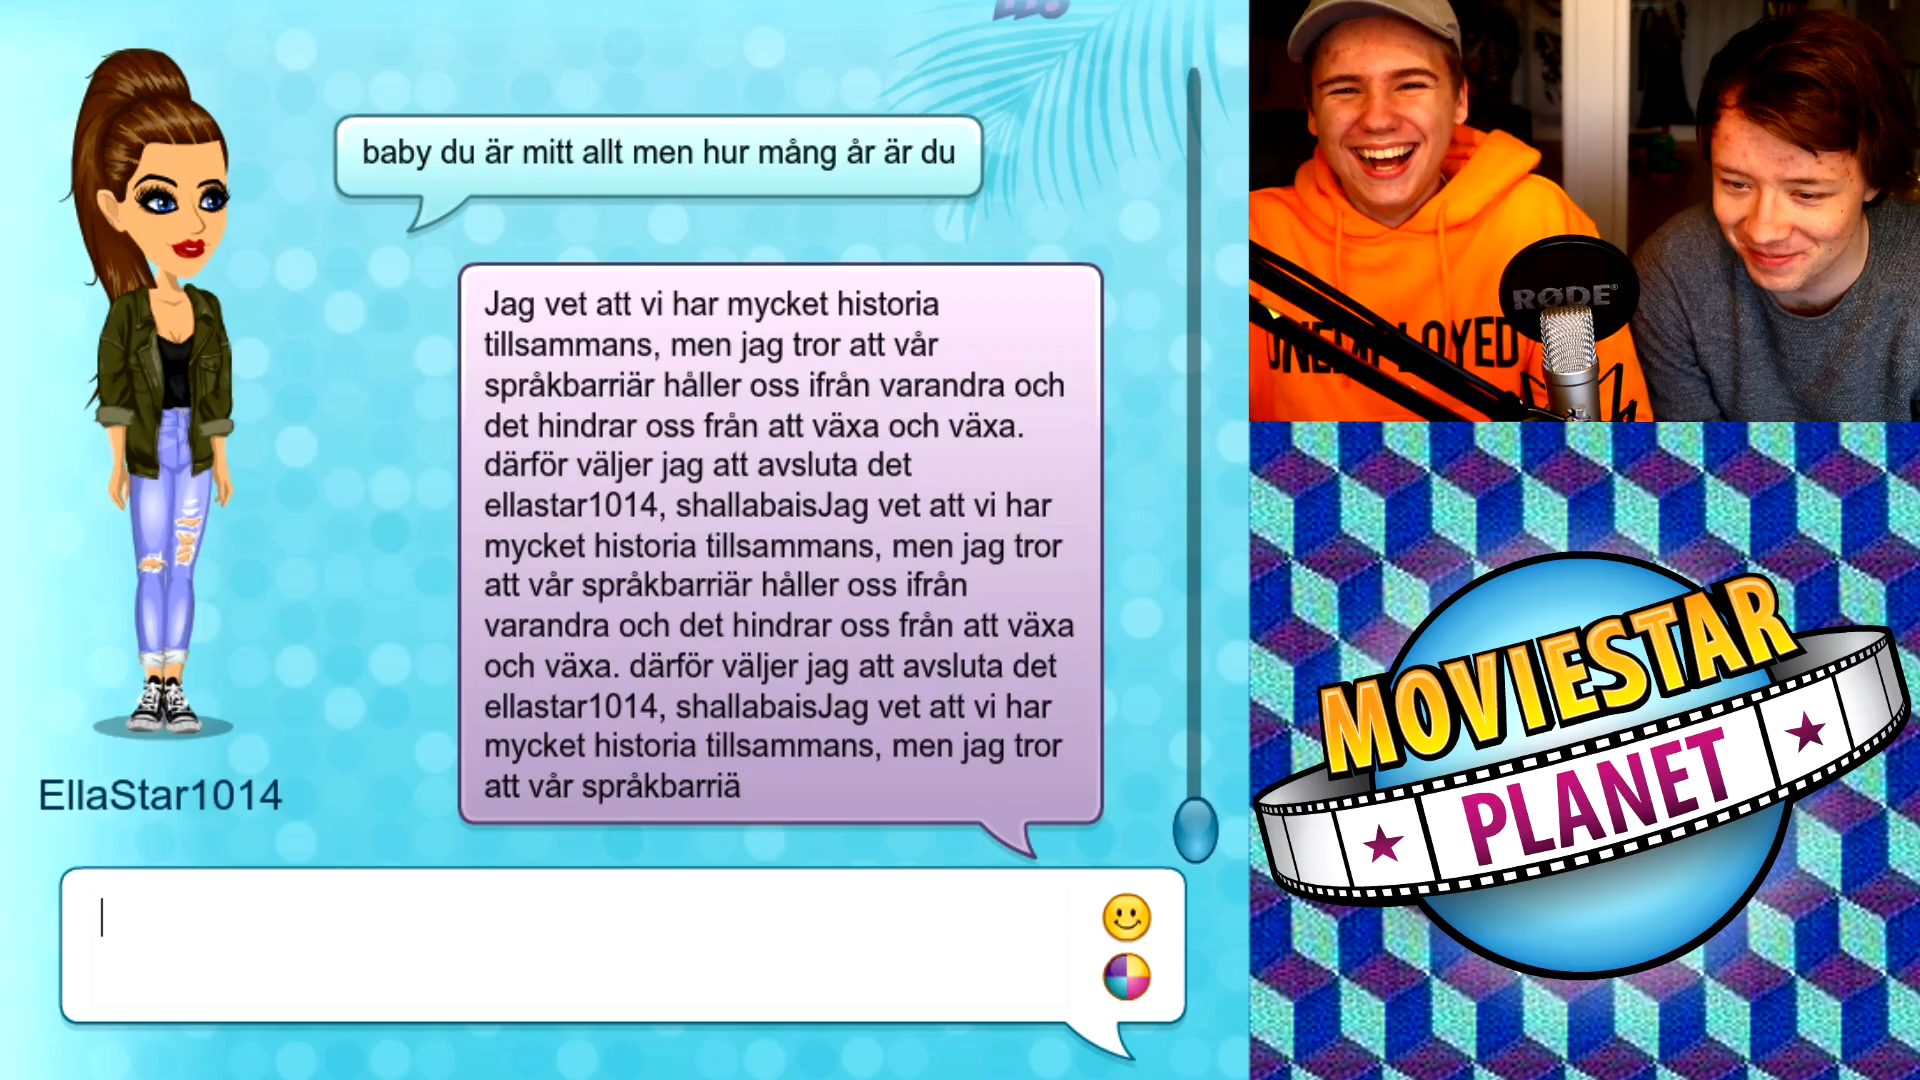 baby du är mitt allt men hur mång år är du
Jag vet att vi har mycket historia
tillsammans, men jag tror att vår
språkbarriär håller oss ifrån varandra och
det hindrar oss från att växa och växa.
därför väljer jag att avsluta det
ellastar1014, shallabaisJag vet att vi har
mycket historia tillsammans, men jag tror
att vår språkbarriär håller oss ifrån
varandra och det hindrar oss från att växa
och växa. därför väljer jag att avsluta det
ellastar1014, shallabaisJag vet att vi har
mycket historia tillsammans, men jag tror
att vår språkbarriä
EllaStar1014
RØDE®
MOVIESTAR
PLANET